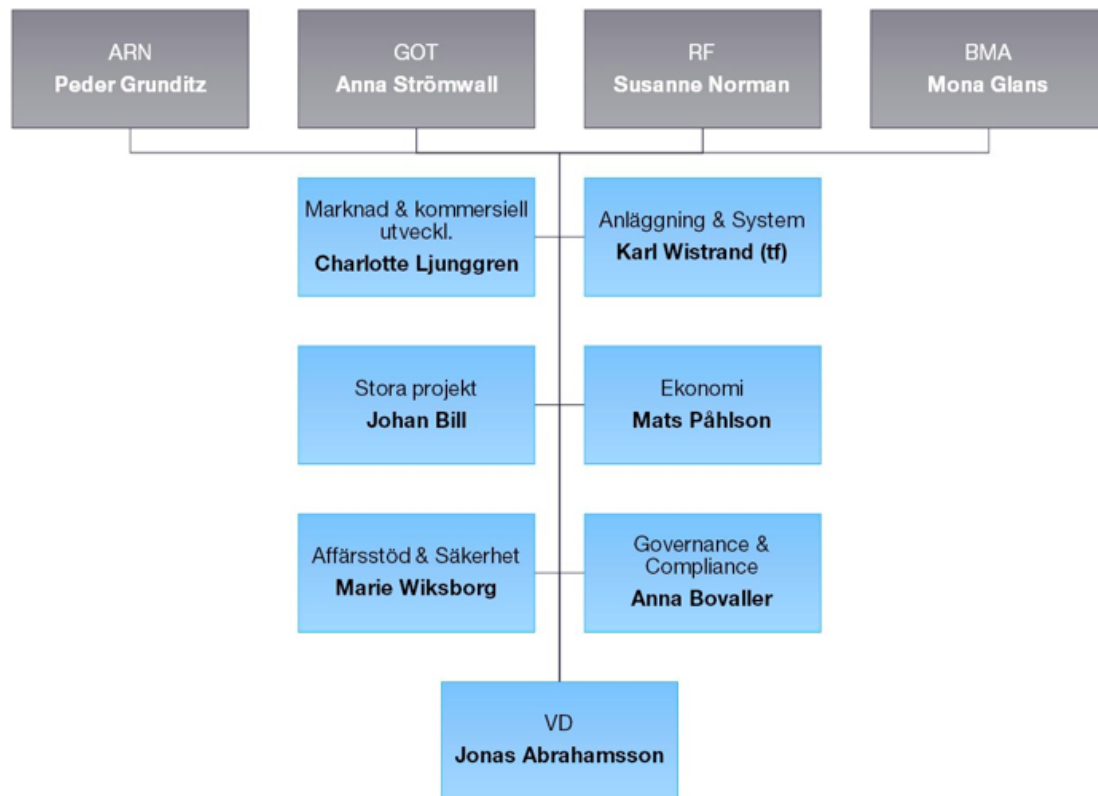 ARN
Peder Grunditz
GOT
Anna Strömwall
RF
Susanne Norman
BMA
Mona Glans
Marknad & kommersiell
utveckl.
Charlotte Ljunggren
Anläggning & System
Karl Wistrand (tf)
Stora projekt
Johan Bill
Ekonomi
Mats Påhlson
Affärsstöd & Säkerhet
Marie Wiksborg
Governance &
Compliance
Anna Bovaller
VD
Jonas Abrahamsson